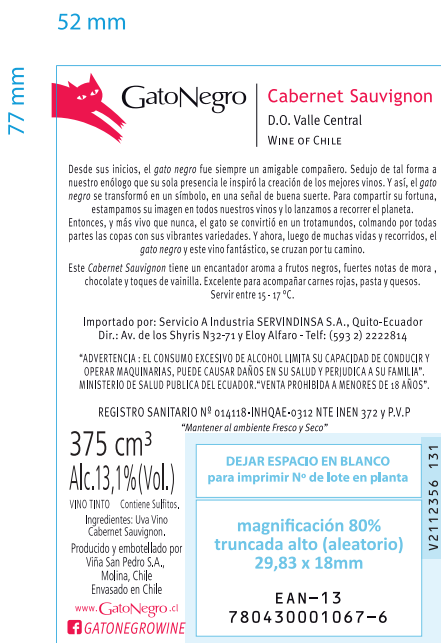 52 mm
77 mm
GatoNegro
Cabernet Sauvignon
D.O. Valle Central
WINE OF CHILE
Desde sus inicios, el gato negro fue siempre un amigable compañero. Sedujo de tal forma a
nuestro enólogo que su sola presencia le inspiró la creación de los mejores vinos. Y así, el gato
negro se transformó en un símbolo, en una señal de buena suerte. Para compartir su fortuna,
estampamos su imagen en todos nuestros vinos y lo lanzamos a recorrer el planeta.
Entonces, y más vivo que nunca, el gato se convirtió en un trotamundos, colmando por todas
partes las copas con sus vibrantes variedades. Y ahora, luego de muchas vidas y recorridos, el
gato negro y este vino fantástico, se cruzan por tu camino.
Este Cabernet Sauvignon tiene un encantador aroma a frutos negros, fuertes notas de mora ,
chocolate y toques de vainilla. Excelente para acompañar carnes rojas, pasta y quesos.
Servir entre 15 - 17 ºC.
Importado por: Servicio A Industria SERVINDINSA S.A., Quito-Ecuador
Dir.: Av. de los Shyris N32-71 y Eloy Alfaro - Telf: (593 2) 2222814
"ADVERTENCIA : EL CONSUMO EXCESIVO DE ALCOHOL LIMITA SU CAPACIDAD DE CONDUCIR Y
OPERAR MAQUINARIAS, PUEDE CAUSAR DAÑOS EN SU SALUD Y PERJUDICA A SU FAMILIA".
MINISTERIO DE SALUD PUBLICA DEL ECUADOR."VENTA PROHIBIDA A MENORES DE 18 AÑOS".
REGISTRO SANITARIO Nº 014118-INHQAE-0312 NTE INEN 372 y P.V.P
"Mantener al ambiente Fresco y Seco"
375 cm³
Alc.13,1%(Vol.)
VINO TINTO Contiene Sulfitos.
Ingredientes: Uva Vino
Cabernet Sauvignon.
Producido y embotellado por
Viña San Pedro S.A.,
Molina, Chile
Envasado en Chile
www.GatoNegro.cl
f GATONEGROWINE
DEJAR ESPACIO EN BLANCO
para imprimir Nº de lote en planta
magnificación 80%
truncada alto (aleatorio)
29,83 x 18mm
EAN-13
780430001067-6
V2112356 131